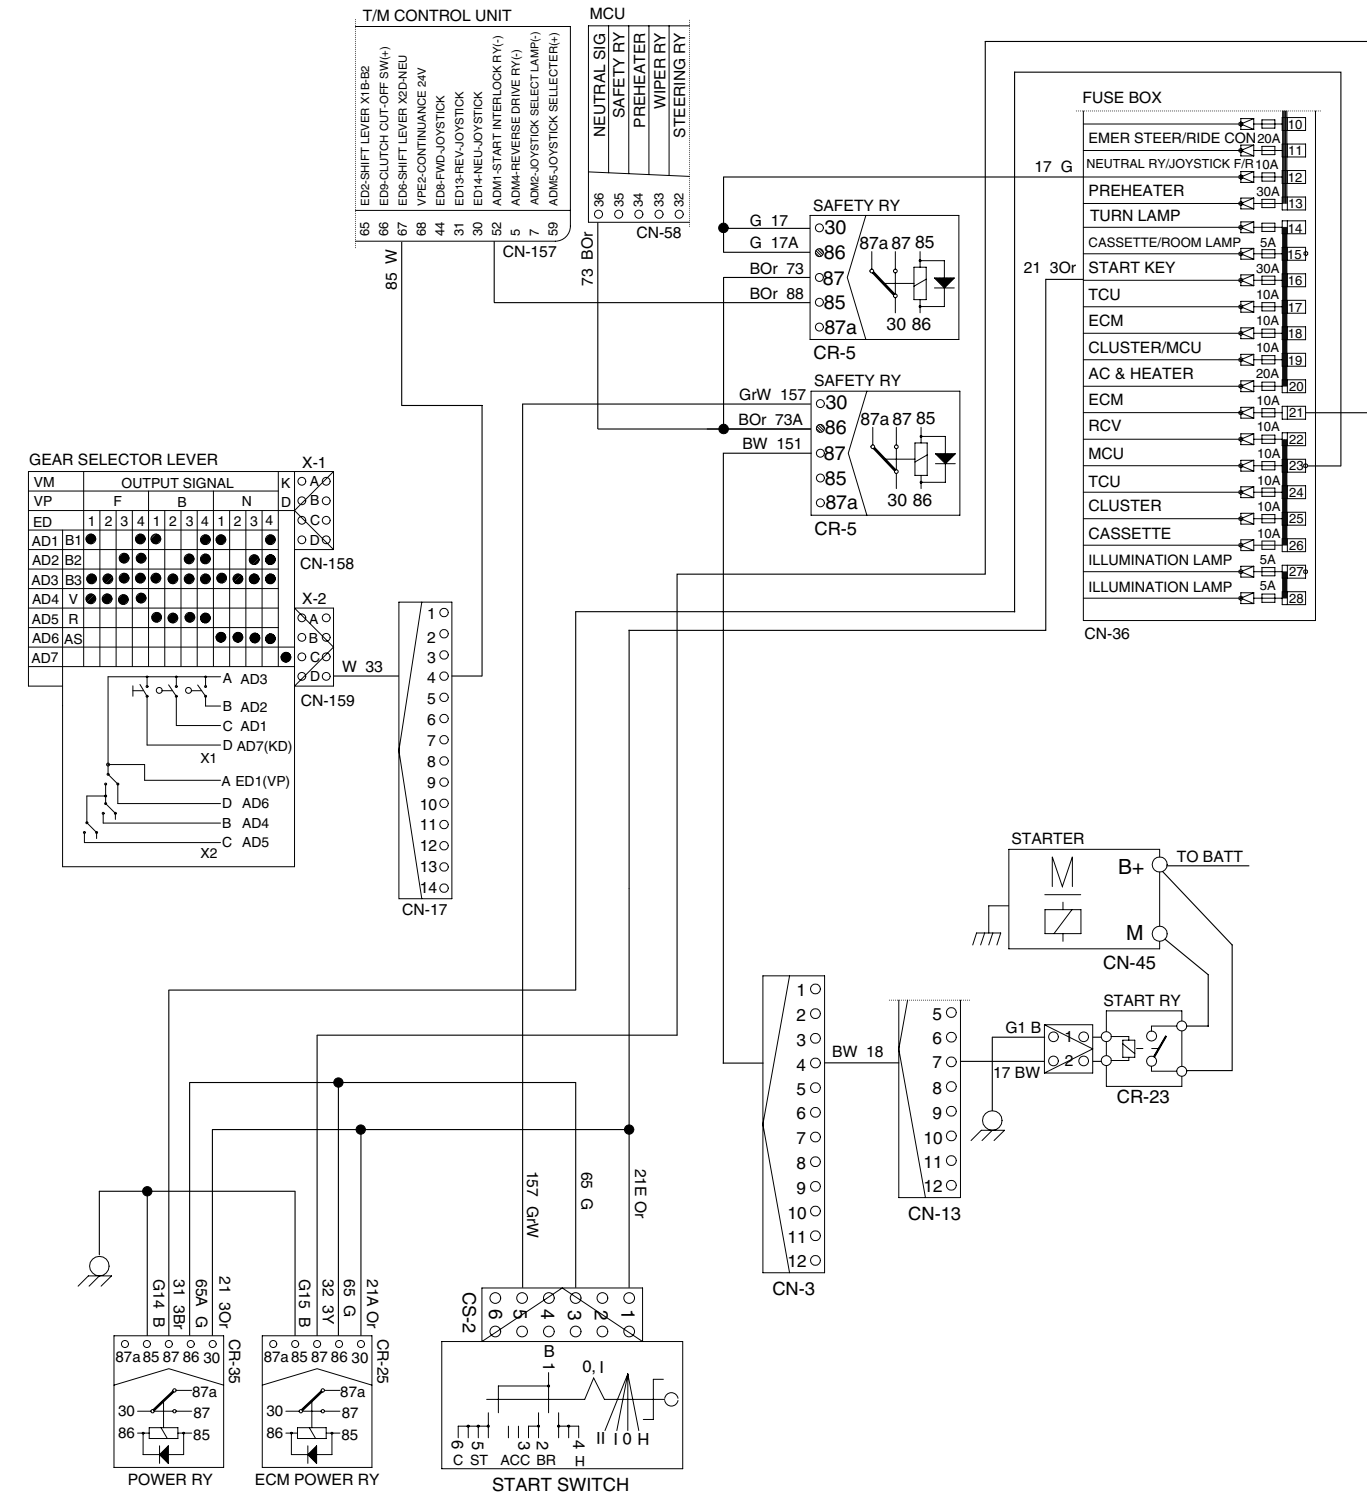 T/M CONTROL UNIT
ED2-SHIFT LEVER X1B-B2
ED9-CLUTCH CUT-OFF SW(+)
ED6-SHIFT LEVER X2D-NEU
VPE2-CONTINUANCE 24V
ED8-FWD-JOYSTICK
ED13-REV-JOYSTICK
ED14-NEU-JOYSTICK
ADM1-START INTERLOCK RY(-)
ADM4-REVERSE DRIVE RY(-)
ADM2-JOYSTICK SELECT LAMP(-)
ADM5-JOYSTICK SELLECTER(+)
65 66 67 68 44 31 30 52 5 7 59
CN-157
85 W
MCU
NEUTRAL SIG
SAFETY RY
PREHEATER
WIPER RY
STEERING RY
36 35 34 33 32
CN-58
73 BOr
FUSE BOX
10
EMER STEER/RIDE CON 20A 11
17 G
NEUTRAL RY/JOYSTICK F/R 10A 12
PREHEATER 30A 13
TURN LAMP 14
CASSETTE/ROOM LAMP 5A 15
21 3Or
START KEY 30A 16
TCU 10A 17
ECM 10A 18
CLUSTER/MCU 10A 19
AC & HEATER 20A 20
ECM 10A 21
RCV 10A 22
MCU 10A 23
TCU 10A 24
CLUSTER 10A 25
CASSETTE 10A 26
ILLUMINATION LAMP 5A 27
ILLUMINATION LAMP 5A 28
CN-36
SAFETY RY
G 17 30
G 17A 86
BOr 73 87
BOr 88 85
87a
87a 87 85
30 86
CR-5
SAFETY RY
GrW 157 30
BOr 73A 86
BW 151 87
85
87a
87a 87 85
30 86
CR-5
GEAR SELECTOR LEVER
VM OUTPUT SIGNAL K
VP F B N D
ED 1 2 3 4 1 2 3 4 1 2 3 4
AD1 B1
AD2 B2
AD3 B3
AD4 V
AD5 R
AD6 AS
AD7
X-1
A
B
C
D
CN-158
X-2
A
B
C
D
CN-159
W 33
A AD3
B AD2
C AD1
D AD7(KD)
X1
A ED1(VP)
D AD6
B AD4
C AD5
X2
1
2
3
4
5
6
7
8
9
10
11
12
13
14
CN-17
STARTER
M
B+
TO BATT
M
CN-45
START RY
G1 B
1
2
17 BW
CR-23
1
2
3
4
5
6
7
8
9
10
11
12
CN-3
BW 18
5
6
7
8
9
10
11
12
CN-13
157 GrW
65 G
21E Or
G14 B
31 3Br
65A G
21 3Or
87a 85 87 86 30
CR-35
87a
30 87
86 85
POWER RY
G15 B
32 3Y
65 G
21A Or
87a 85 87 86 30
CR-25
87a
30 87
86 85
ECM POWER RY
CS-2
6 5 4 3 2 1
B
1
0, I
II I 0 H
6 5 3 2 4
C ST ACC BR H
START SWITCH